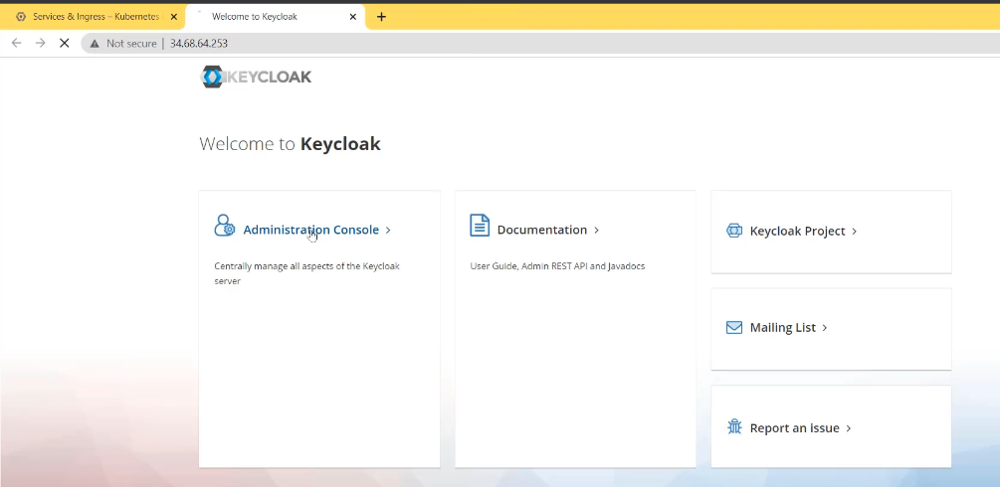 Services & Ingress – Kubernetes
Welcome to Keycloak
Not secure | 34.68.64.253
KEYCLOAK
Welcome to Keycloak
Administration Console
Centrally manage all aspects of the Keycloak
server
Documentation
User Guide, Admin REST API and Javadocs
Keycloak Project
Mailing List
Report an issue